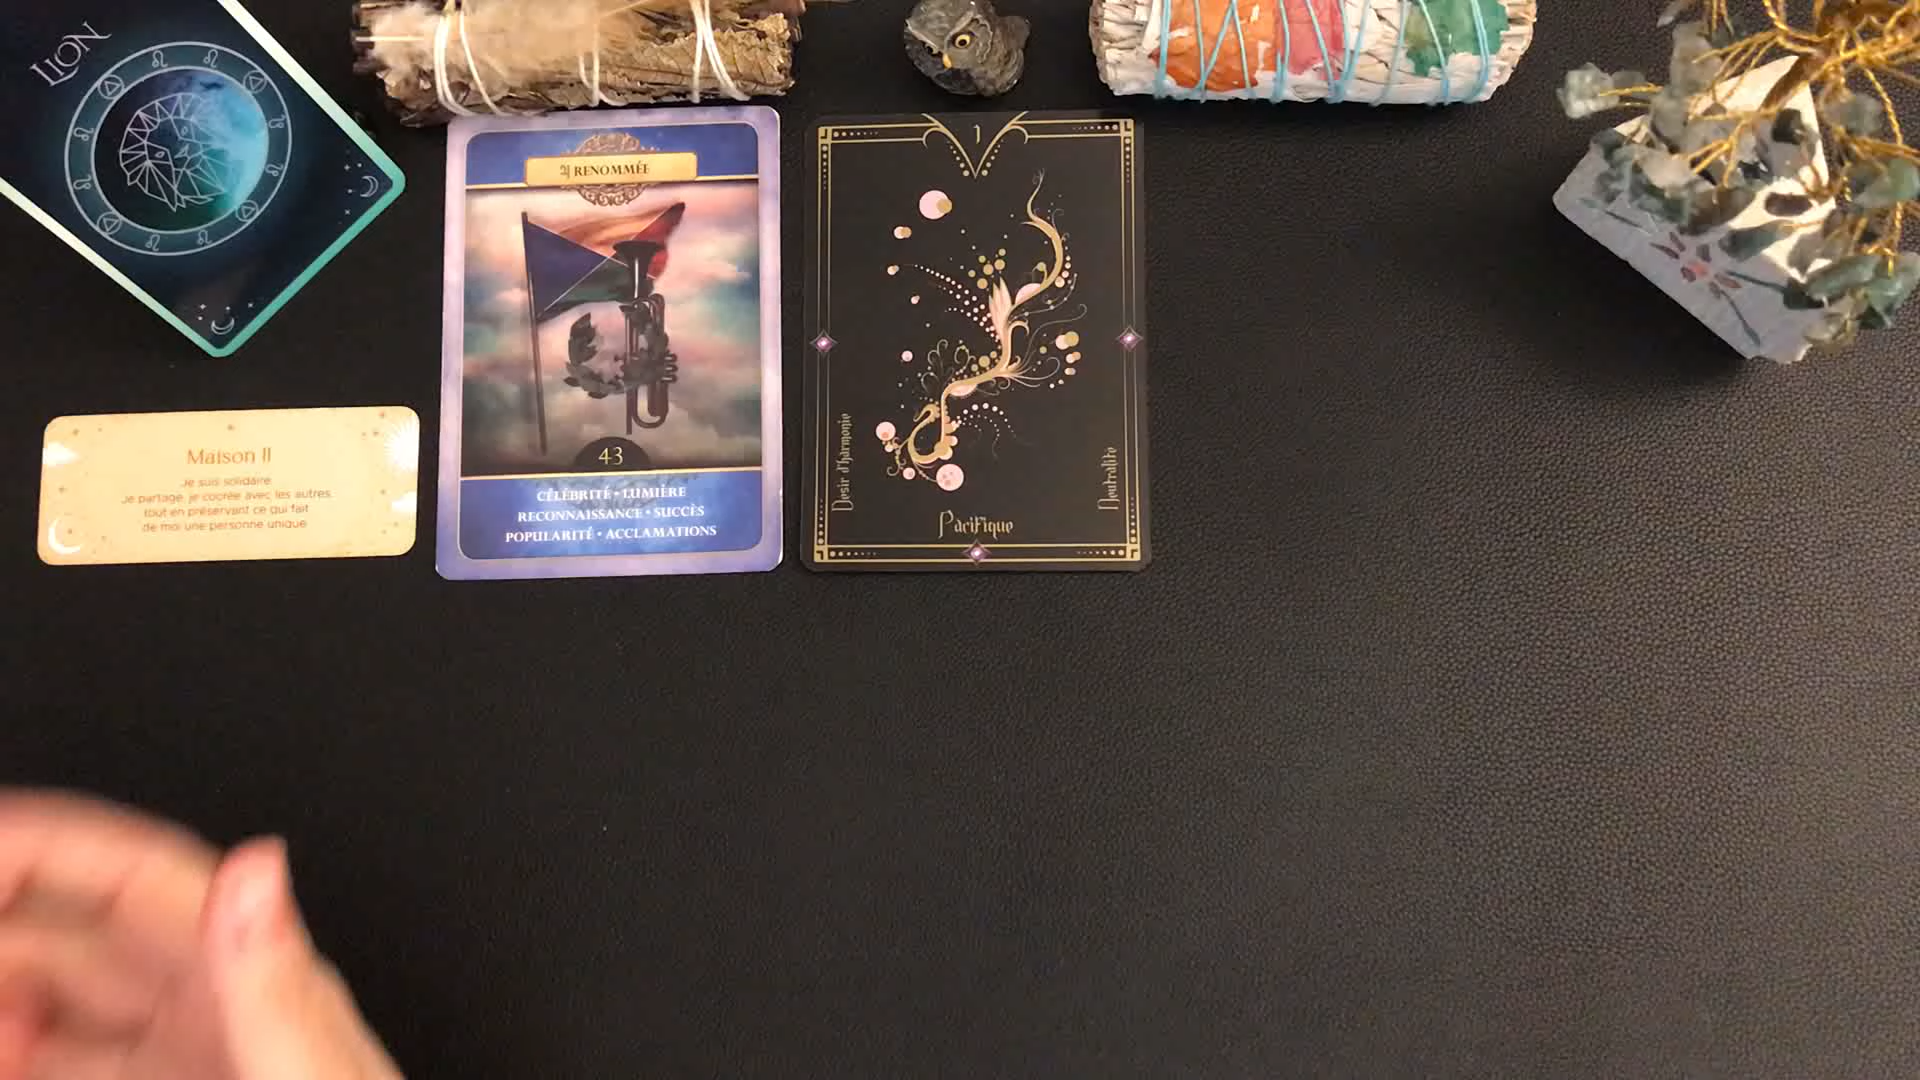 LION
Maison II
Je suis solidaire.
Je partage, je cocrée avec les autres,
tout en préservant ce qui fait
de moi une personne unique.
♃ RENOMMÉE
43
CÉLÉBRITÉ • LUMIÈRE
RECONNAISSANCE • SUCCÈS
POPULARITÉ • ACCLAMATIONS
1
Désir d'harmonie
Neutralité
Pacifique